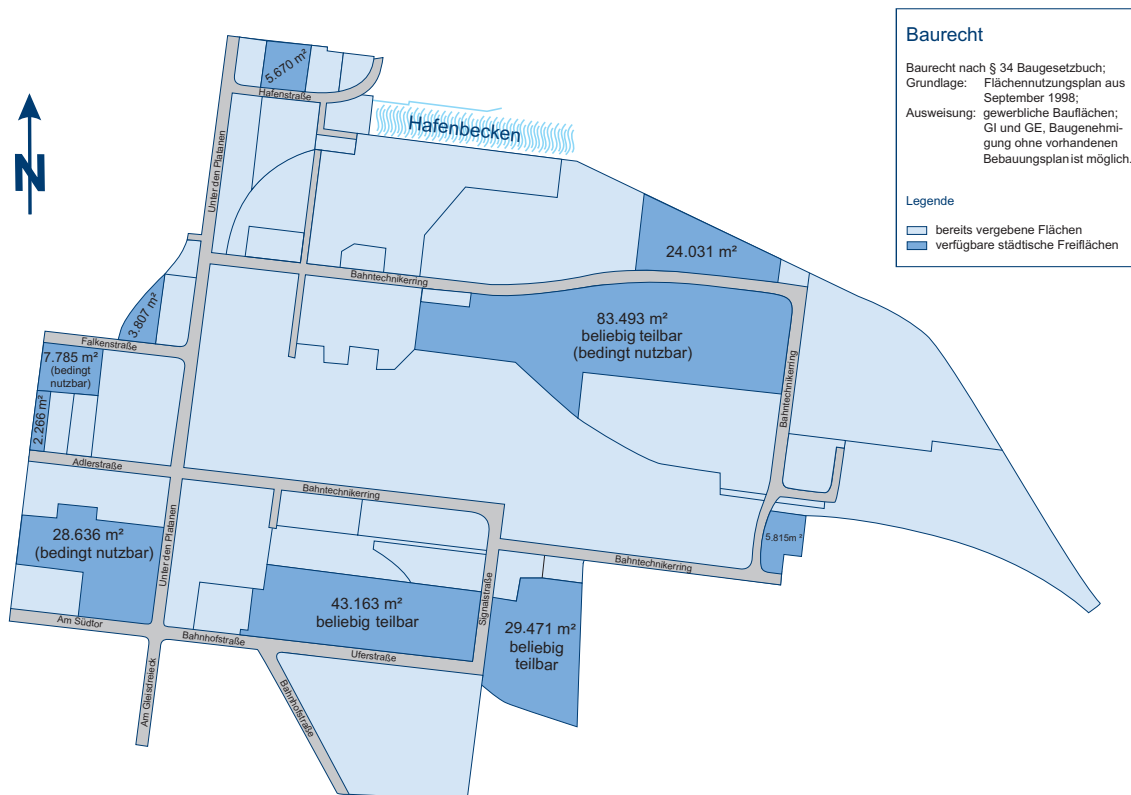 Baurecht
Baurecht nach § 34 Baugesetzbuch;
Grundlage: Flächennutzungsplan aus
September 1998;
Ausweisung: gewerbliche Bauflächen;
GI und GE, Baugenehmi-
gung ohne vorhandenen
Bebauungsplan ist möglich.
Legende
bereits vergebene Flächen
verfügbare städtische Freiflächen
N
5.670 m²
Hafenstraße
Hafenbecken
Unter den Platanen
24.031 m²
Bahntechnikerring
3.807 m²
83.493 m²
beliebig teilbar
(bedingt nutzbar)
Falkenstraße
7.785 m²
(bedingt
nutzbar)
Bahntechnikerring
2.266 m²
Adlerstraße
Bahntechnikerring
28.636 m²
(bedingt nutzbar)
Unter den Platanen
5.815m²
Bahntechnikerring
43.163 m²
beliebig teilbar
Signalstraße
29.471 m²
beliebig
teilbar
Am Südtor
Bahnhofstraße
Uferstraße
Am Gleisdreieck
Bahnhofstraße